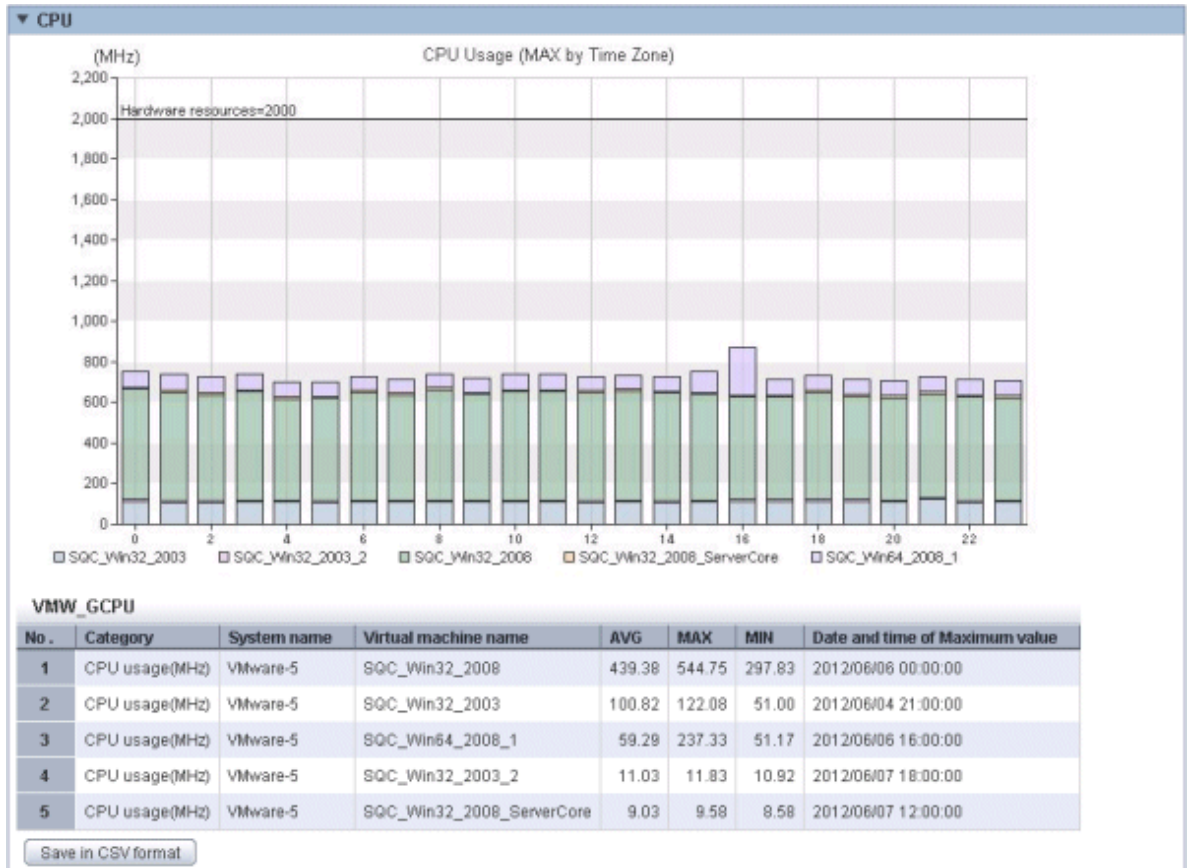 ▼ CPU
(MHz) CPU Usage (MAX by Time Zone)
2,200
Hardware resources=2000
2,000
1,800
1,600
1,400
1,200
1,000
800
600
400
200
0
0 2 4 6 8 10 12 14 16 18 20 22
SQC_Win32_2003 SQC_Win32_2003_2 SQC_Win32_2008 SQC_Win32_2008_ServerCore SQC_Win64_2008_1
VMW_GCPU
No. Category System name Virtual machine name AVG MAX MIN Date and time of Maximum value
1 CPU usage(MHz) VMware-5 SQC_Win32_2008 439.38 544.75 297.83 2012/06/06 00:00:00
2 CPU usage(MHz) VMware-5 SQC_Win32_2003 100.82 122.08 51.00 2012/06/04 21:00:00
3 CPU usage(MHz) VMware-5 SQC_Win64_2008_1 59.29 237.33 51.17 2012/06/06 16:00:00
4 CPU usage(MHz) VMware-5 SQC_Win32_2003_2 11.03 11.83 10.92 2012/06/07 18:00:00
5 CPU usage(MHz) VMware-5 SQC_Win32_2008_ServerCore 9.03 9.58 8.58 2012/06/07 12:00:00
Save in CSV format